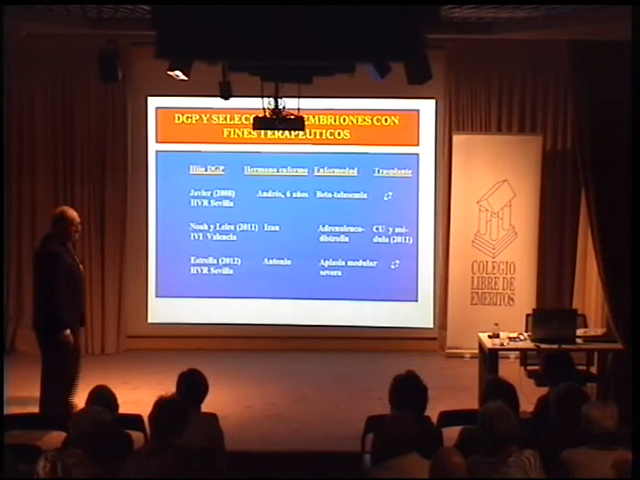 DGP Y SELECC EMBRIONES CON
FINES TERAPEUTICOS
Hijo DGP Hermano enfermo Enfermedad Trasplante
Javier (2008) Andrés, 6 años Beta-talasemia ¿?
HVR Sevilla
Noah y Leire (2011) Izan Adrenoleuco- CU y mé-
IVI Valencia distrofia dula (2011)
Estrella (2012) Antonio Aplasia medular ¿?
HVR Sevilla severa
COLEGIO
LIBRE DE
EMERITOS